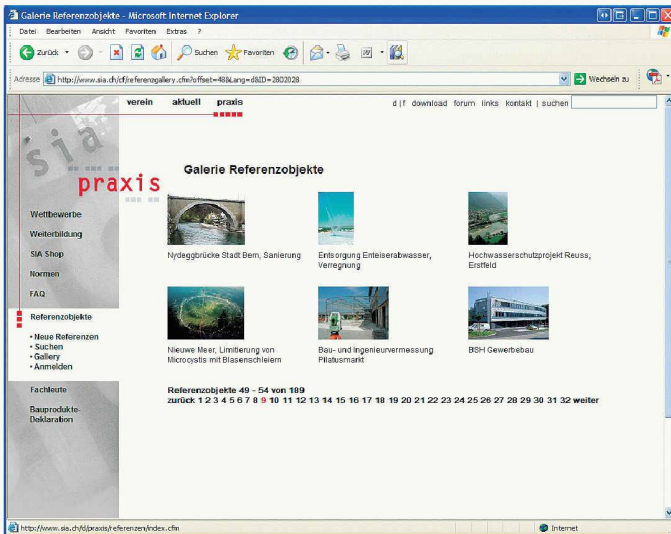 Galerie Referenzobjekte - Microsoft Internet Explorer
Datei Bearbeiten Ansicht Favoriten Extras ?
Zurück Suchen Favoriten
Adresse http://www.sia.ch/cf/referenzgallery.cfm?offset=48&Lang=d&ID=2802028 Wechseln zu
verein aktuell praxis d|f download forum links kontakt | suchen
sia
praxis
Galerie Referenzobjekte
Wettbewerbe
Weiterbildung
SIA Shop
Normen
FAQ
Referenzobjekte
• Neue Referenzen
• Suchen
• Gallery
• Anmelden
Fachleute
Bauprodukte-
Deklaration
Nydeggbrücke Stadt Bern, Sanierung
Entsorgung Enteiserabwasser,
Verregnung
Hochwasserschutzprojekt Reuss,
Erstfeld
Nieuwe Meer, Limitierung von
Microcystis mit Blasenschleiern
Bau- und Ingenieurvermessung
Pilatusmarkt
BSH Gewerbebau
Referenzobjekte 49 - 54 von 189
zurück 1 2 3 4 5 6 7 8 9 10 11 12 13 14 15 16 17 18 19 20 21 22 23 24 25 26 27 28 29 30 31 32 weiter
http://www.sia.ch/d/praxis/referenzen/index.cfm Internet